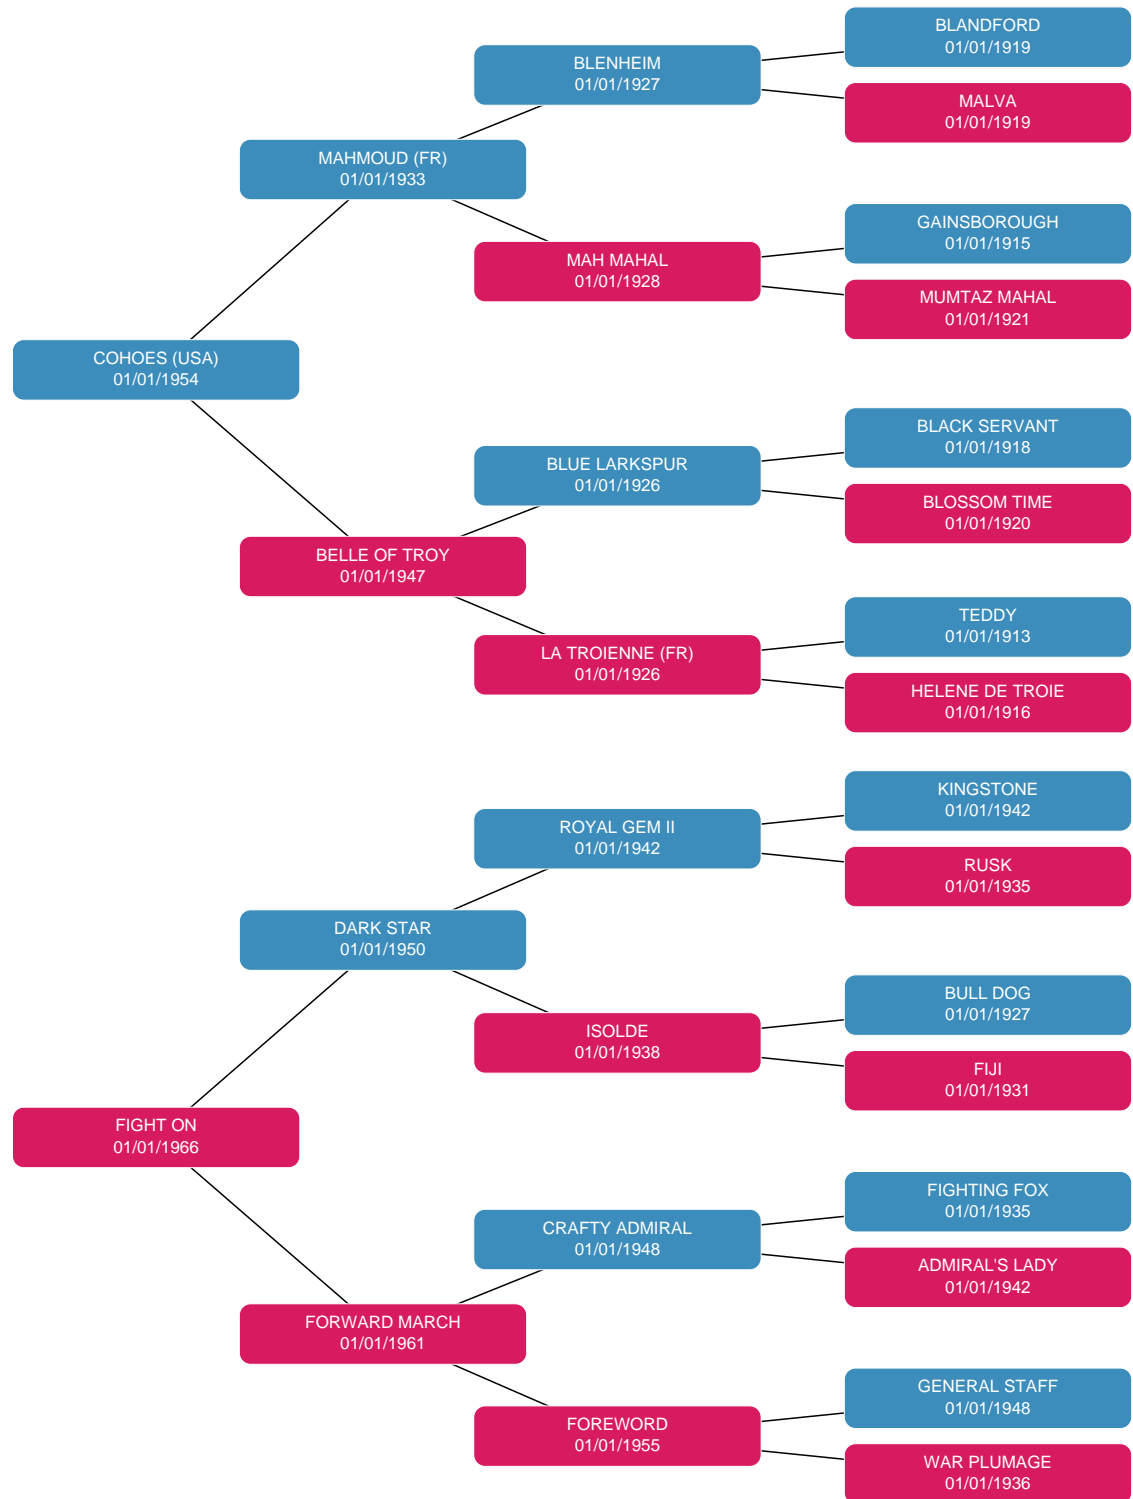 BLANDFORD
01/01/1919
BLENHEIM
01/01/1927
MALVA
01/01/1919
MAHMOUD (FR)
01/01/1933
GAINSBOROUGH
01/01/1915
MAH MAHAL
01/01/1928
MUMTAZ MAHAL
01/01/1921
COHOES (USA)
01/01/1954
BLACK SERVANT
01/01/1918
BLUE LARKSPUR
01/01/1926
BLOSSOM TIME
01/01/1920
BELLE OF TROY
01/01/1947
TEDDY
01/01/1913
LA TROIENNE (FR)
01/01/1926
HELENE DE TROIE
01/01/1916
KINGSTONE
01/01/1942
ROYAL GEM II
01/01/1942
RUSK
01/01/1935
DARK STAR
01/01/1950
BULL DOG
01/01/1927
ISOLDE
01/01/1938
FIJI
01/01/1931
FIGHT ON
01/01/1966
FIGHTING FOX
01/01/1935
CRAFTY ADMIRAL
01/01/1948
ADMIRAL'S LADY
01/01/1942
FORWARD MARCH
01/01/1961
GENERAL STAFF
01/01/1948
FOREWORD
01/01/1955
WAR PLUMAGE
01/01/1936